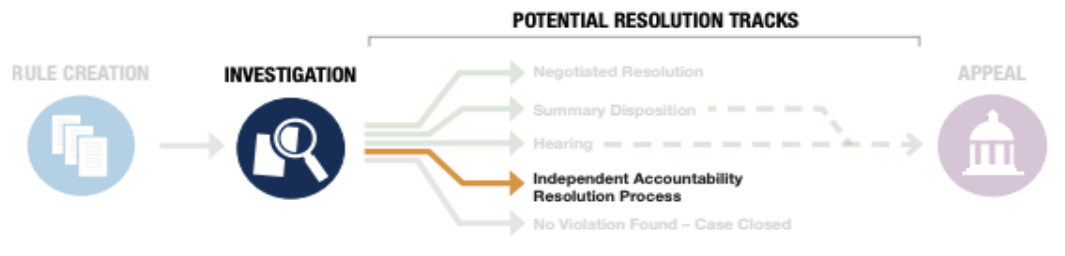 POTENTIAL RESOLUTION TRACKS
RULE CREATION
INVESTIGATION
Negotiated Resolution
Summary Disposition
Hearing
Independent Accountability
Resolution Process
No Violation Found – Case Closed
APPEAL